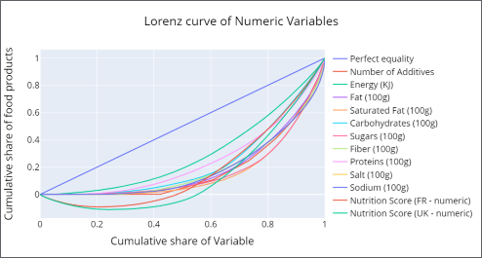 Lorenz curve of Numeric Variables
Cumulative share of food products
1
0.8
0.6
0.4
0.2
0
0
0.2
0.4
0.6
0.8
1
Cumulative share of Variable
Perfect equality
Number of Additives
Energy (KJ)
Fat (100g)
Saturated Fat (100g)
Carbohydrates (100g)
Sugars (100g)
Fiber (100g)
Proteins (100g)
Salt (100g)
Sodium (100g)
Nutrition Score (FR - numeric)
Nutrition Score (UK - numeric)